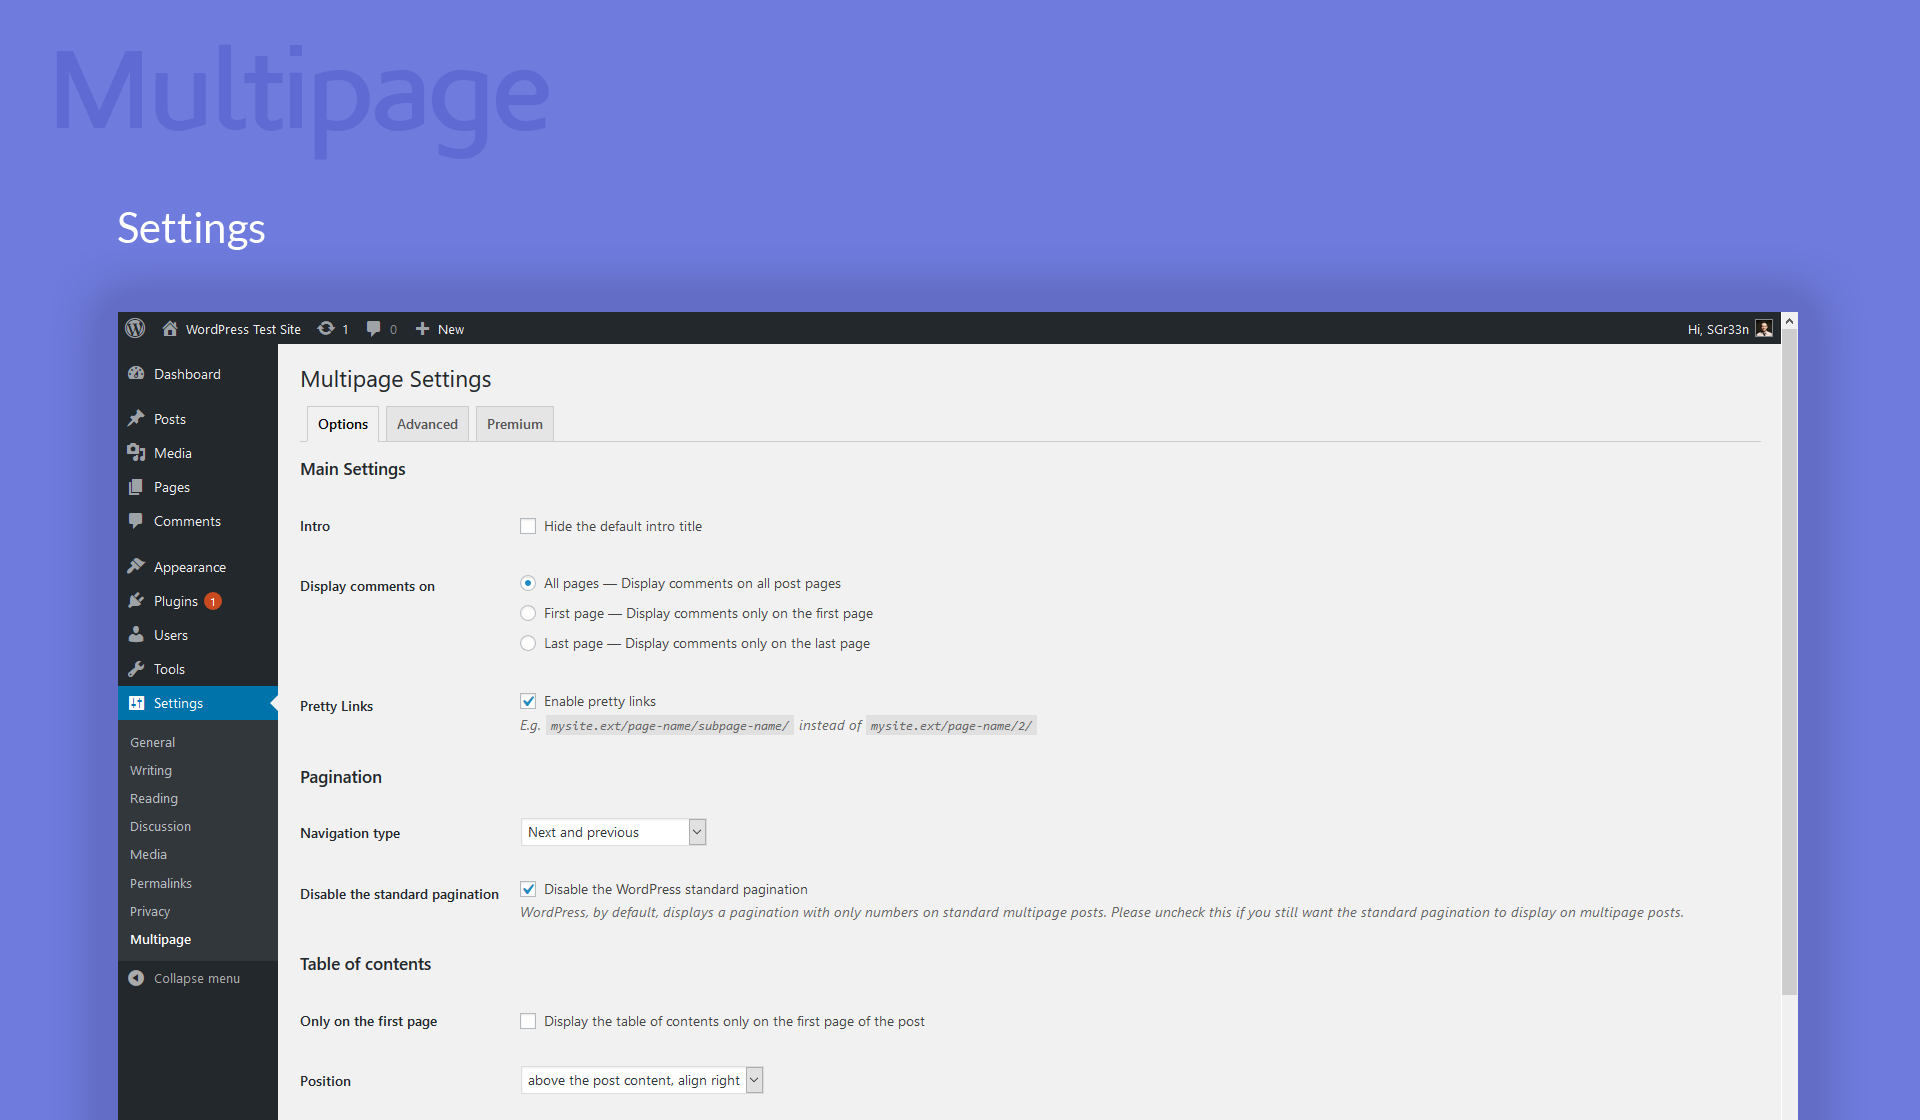 Multipage
Settings
WordPress Test Site 1 0 New Hi, SGr33n
Dashboard
Posts
Media
Pages
Comments
Appearance
Plugins 1
Users
Tools
Settings
General
Writing
Reading
Discussion
Media
Permalinks
Privacy
Multipage
Collapse menu
Multipage Settings
Options Advanced Premium
Main Settings
Intro Hide the default intro title
Display comments on All pages — Display comments on all post pages
First page — Display comments only on the first page
Last page — Display comments only on the last page
Pretty Links Enable pretty links
E.g. mysite.ext/page-name/subpage-name/ instead of mysite.ext/page-name/2/
Pagination
Navigation type Next and previous
Disable the standard pagination Disable the WordPress standard pagination
WordPress, by default, displays a pagination with only numbers on standard multipage posts. Please uncheck this if you still want the standard pagination to display on multipage posts.
Table of contents
Only on the first page Display the table of contents only on the first page of the post
Position above the post content, align right